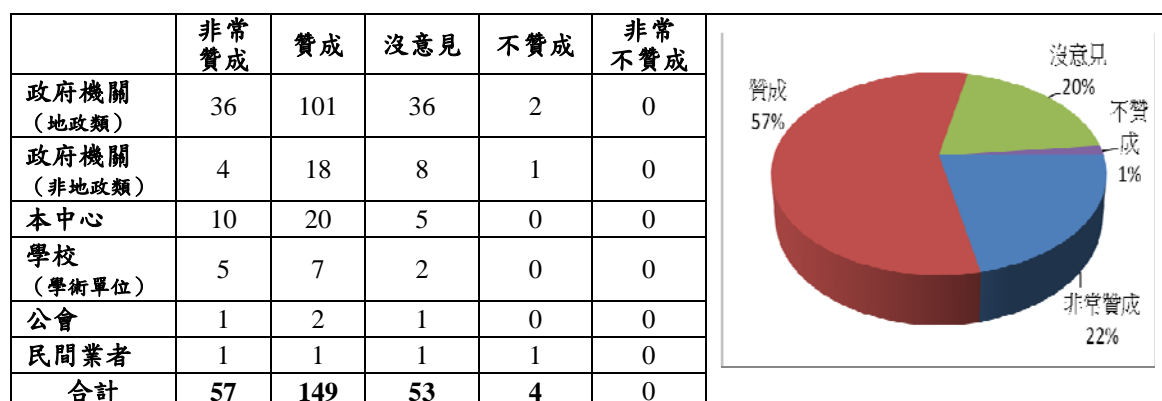 非常
贊成 贊成 沒意見 不贊成 非常
不贊成
政府機關
（地政類） 36 101 36 2 0
政府機關
（非地政類） 4 18 8 1 0
本中心 10 20 5 0 0
學校
（學術單位） 5 7 2 0 0
公會 1 2 1 0 0
民間業者 1 1 1 1 0
合計 57 149 53 4 0
沒意見
20%
贊成
57%
不贊
成
1%
非常贊成
22%